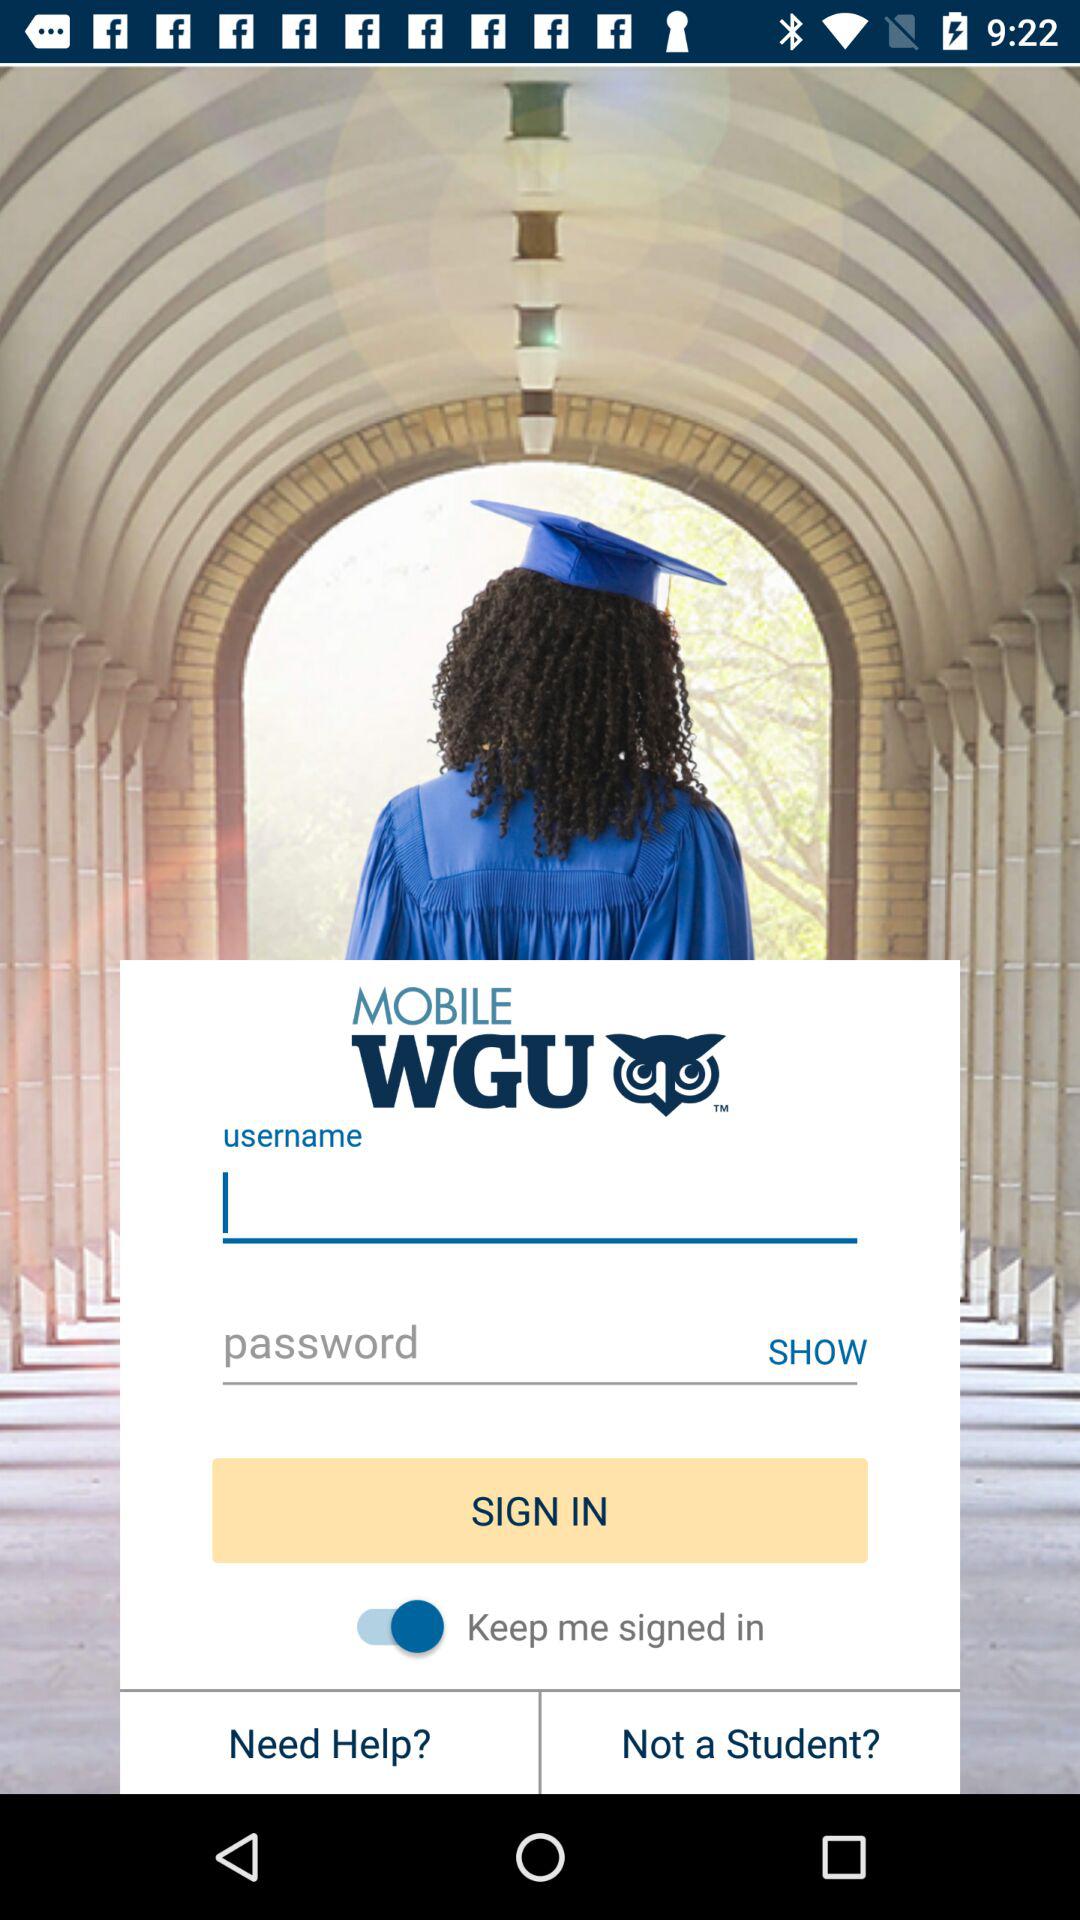 9:22
MOBILE
WGU ™
username
password
SHOW
SIGN IN
Keep me signed in
Need Help?
Not a Student?